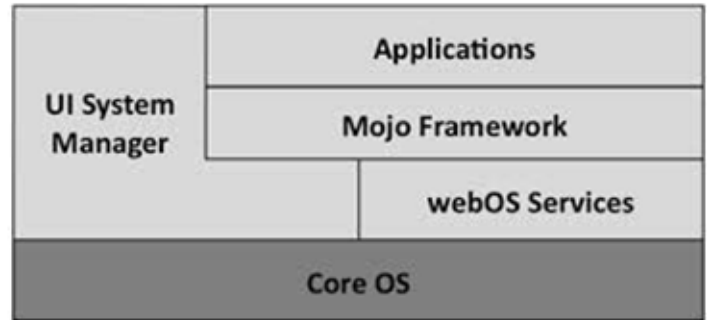 Applications
UI System
Manager
Mojo Framework
webOS Services
Core OS